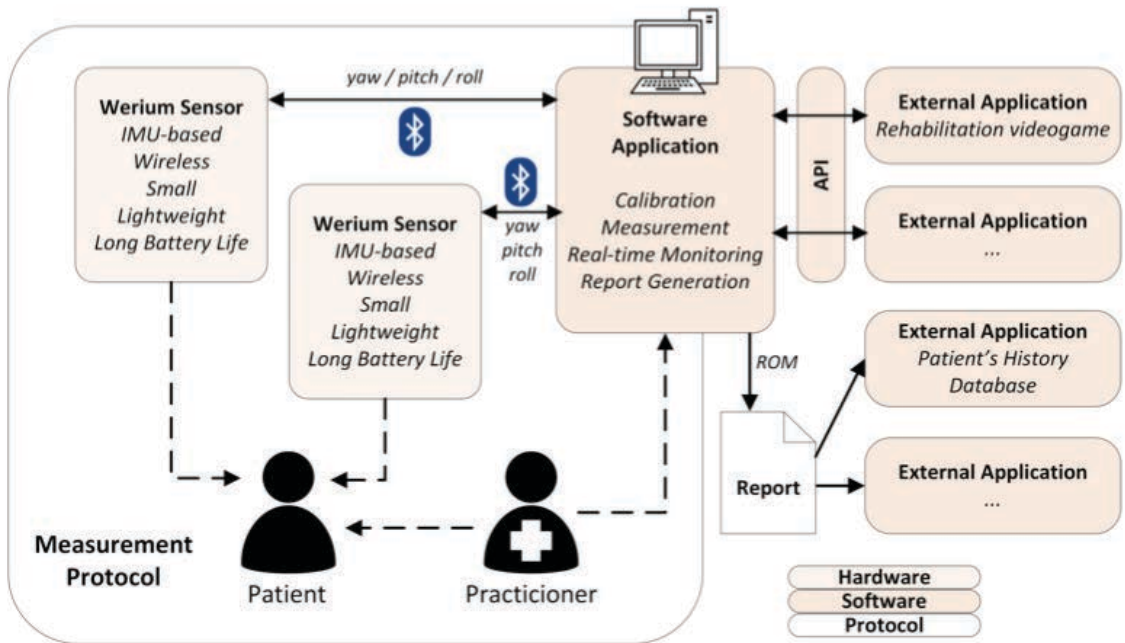 yaw / pitch / roll
Werium Sensor
IMU-based
Wireless
Small
Lightweight
Long Battery Life
Werium Sensor
IMU-based
Wireless
Small
Lightweight
Long Battery Life
yaw
pitch
roll
Software
Application
Calibration
Measurement
Real-time Monitoring
Report Generation
API
External Application
Rehabilitation videogame
External Application
...
External Application
Patient's History
Database
External Application
...
ROM
Report
Measurement
Protocol
Patient
Practicioner
Hardware
Software
Protocol